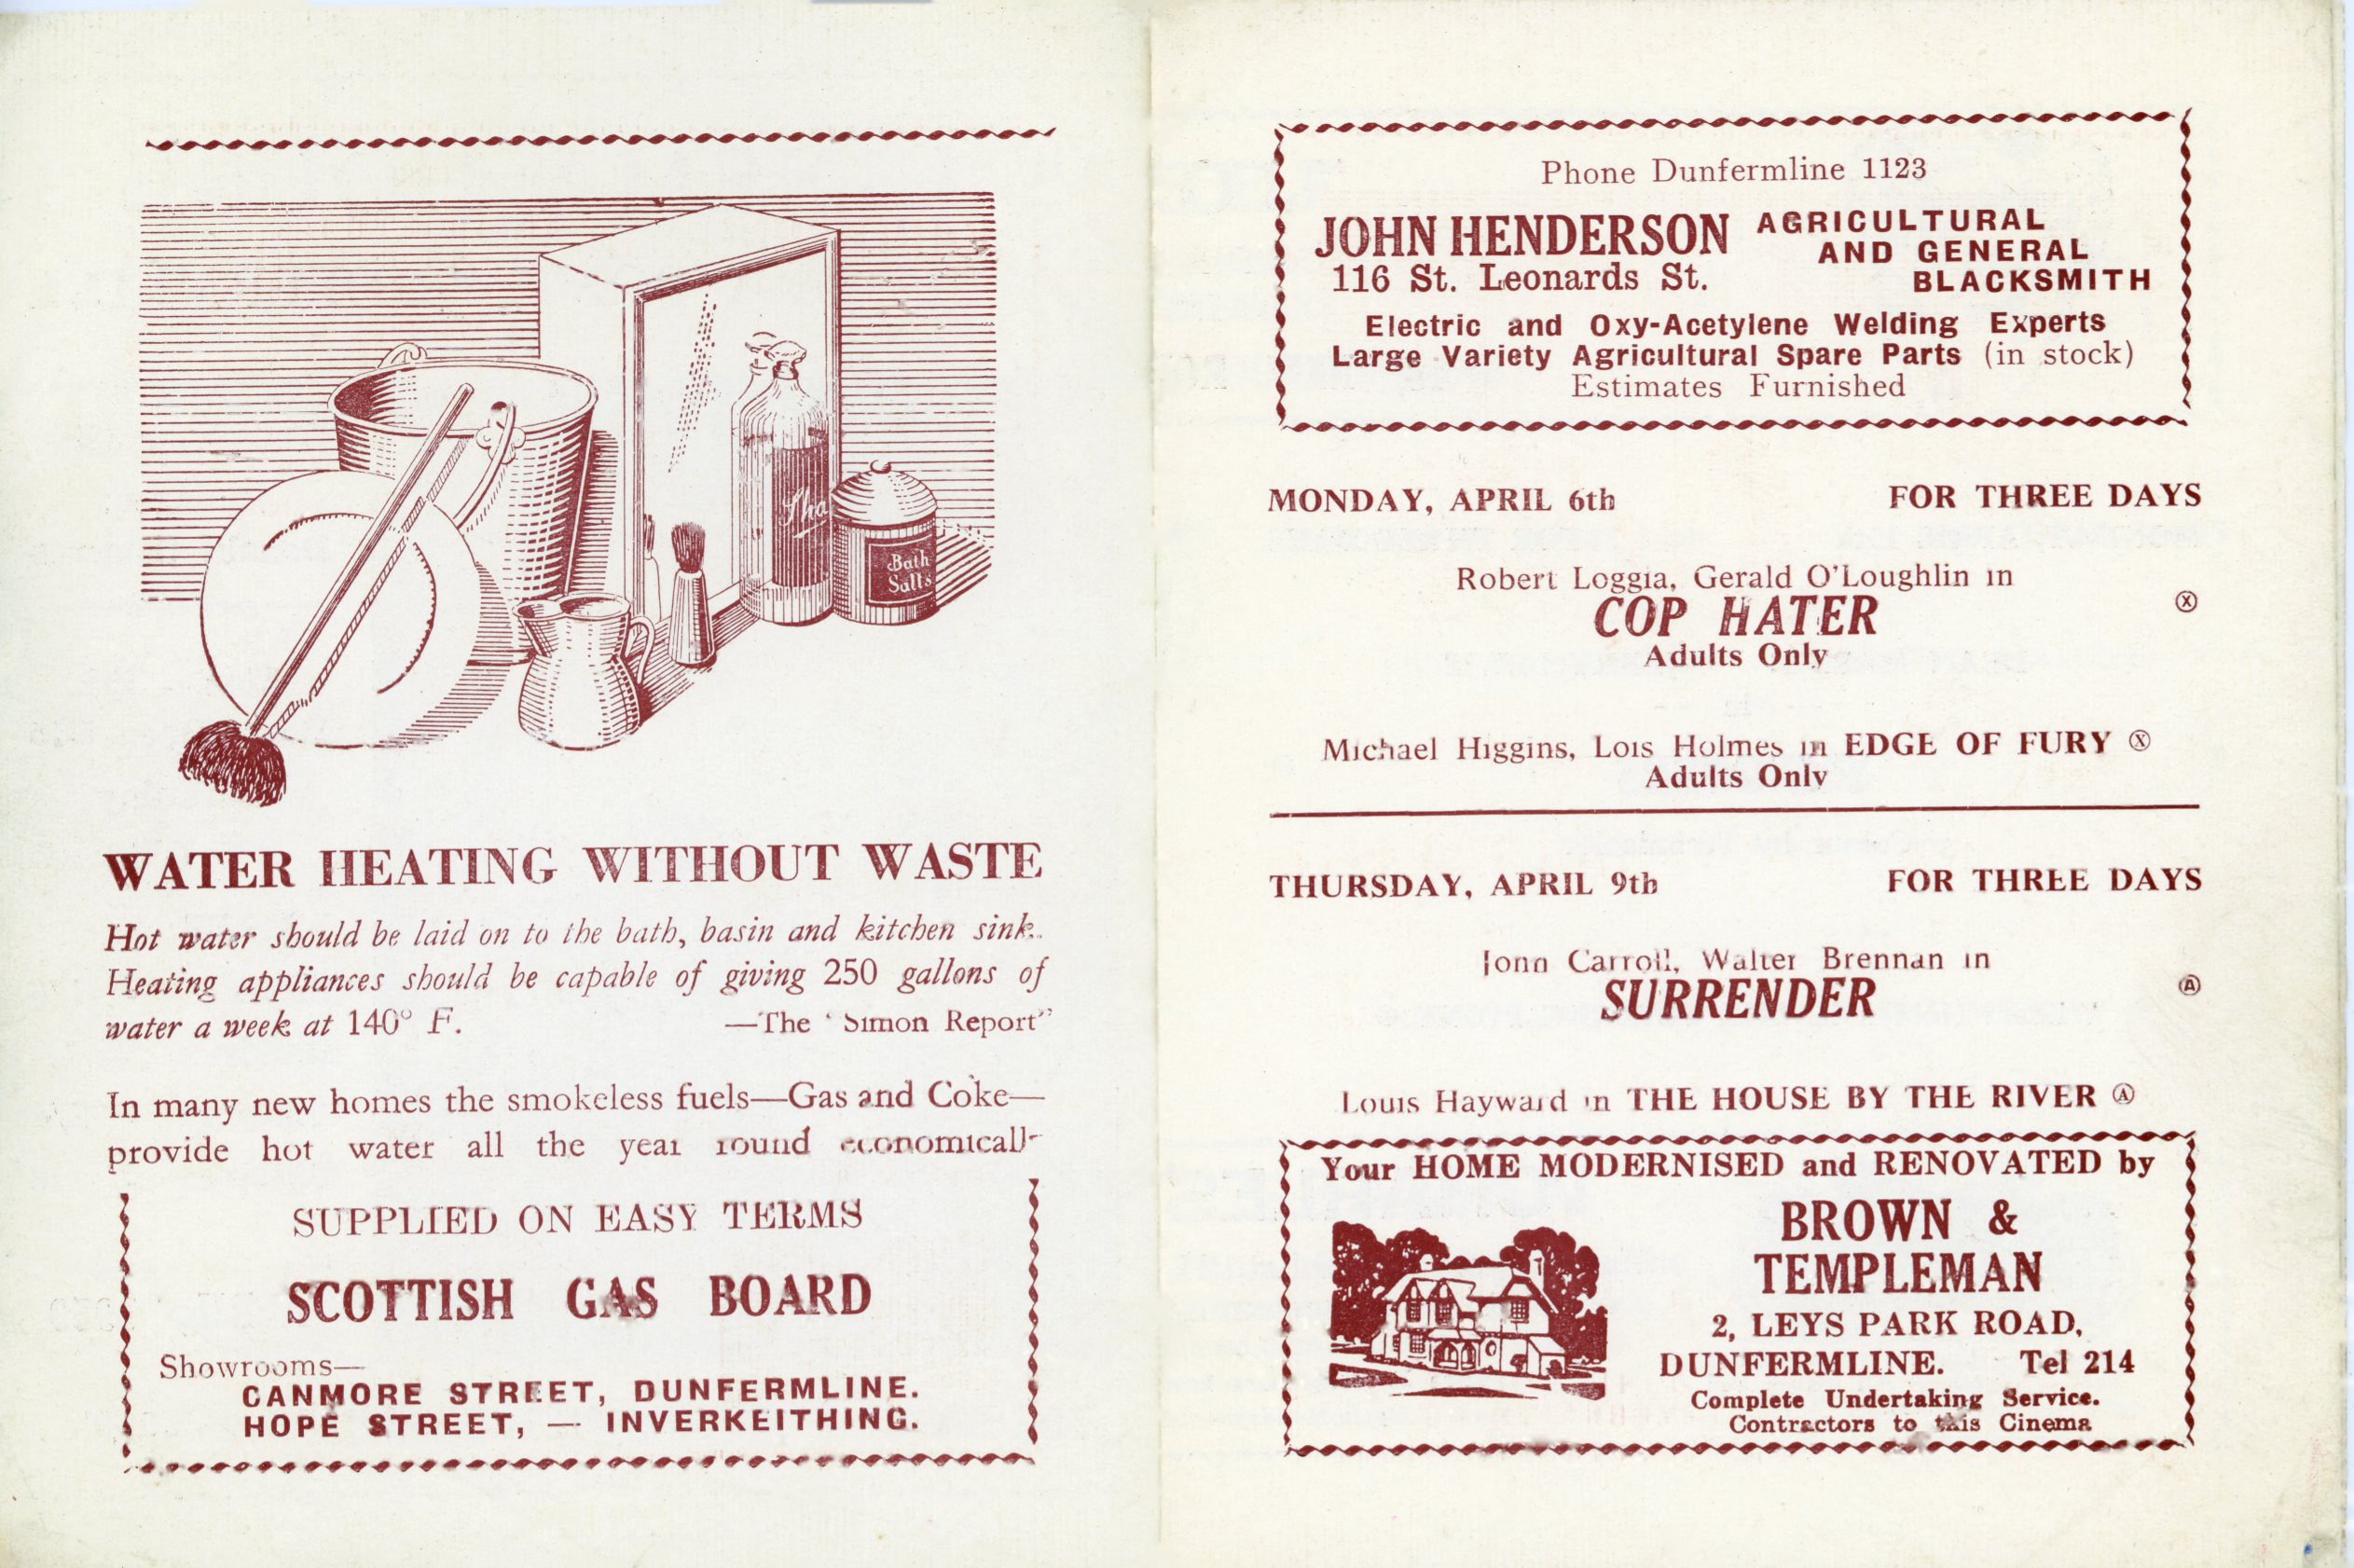 Sha
Bath
Salts
WATER HEATING WITHOUT WASTE
Hot water should be laid on to the bath, basin and kitchen sink.
Heating appliances should be capable of giving 250 gallons of
water a week at 140° F. —The ‘ Simon Report”
In many new homes the smokeless fuels—Gas and Coke—
provide hot water all the year round economicall-
SUPPLIED ON EASY TERMS
SCOTTISH GAS BOARD
Showrooms—
CANMORE STREET, DUNFERMLINE.
HOPE STREET, — INVERKEITHING.
Phone Dunfermline 1123
JOHN HENDERSON AGRICULTURAL
AND GENERAL
116 St. Leonards St. BLACKSMITH
Electric and Oxy-Acetylene Welding Experts
Large Variety Agricultural Spare Parts (in stock)
Estimates Furnished
MONDAY, APRIL 6th FOR THREE DAYS
Robert Loggia, Gerald O'Loughlin in
COP HATER Ⓧ
Adults Only
Michael Higgins, Lois Holmes in EDGE OF FURY Ⓧ
Adults Only
THURSDAY, APRIL 9th FOR THREE DAYS
John Carroll, Walter Brennan in
SURRENDER Ⓐ
Louis Hayward in THE HOUSE BY THE RIVER Ⓐ
Your HOME MODERNISED and RENOVATED by
BROWN &
TEMPLEMAN
2, LEYS PARK ROAD,
DUNFERMLINE. Tel 214
Complete Undertaking Service.
Contractors to this Cinema